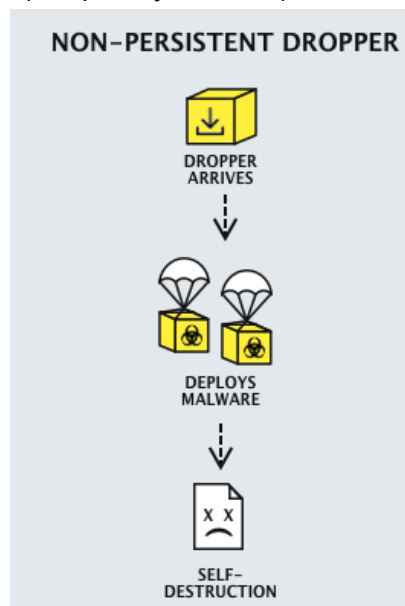 NON-PERSISTENT DROPPER
DROPPER
ARRIVES
DEPLOYS
MALWARE
X X
SELF-
DESTRUCTION